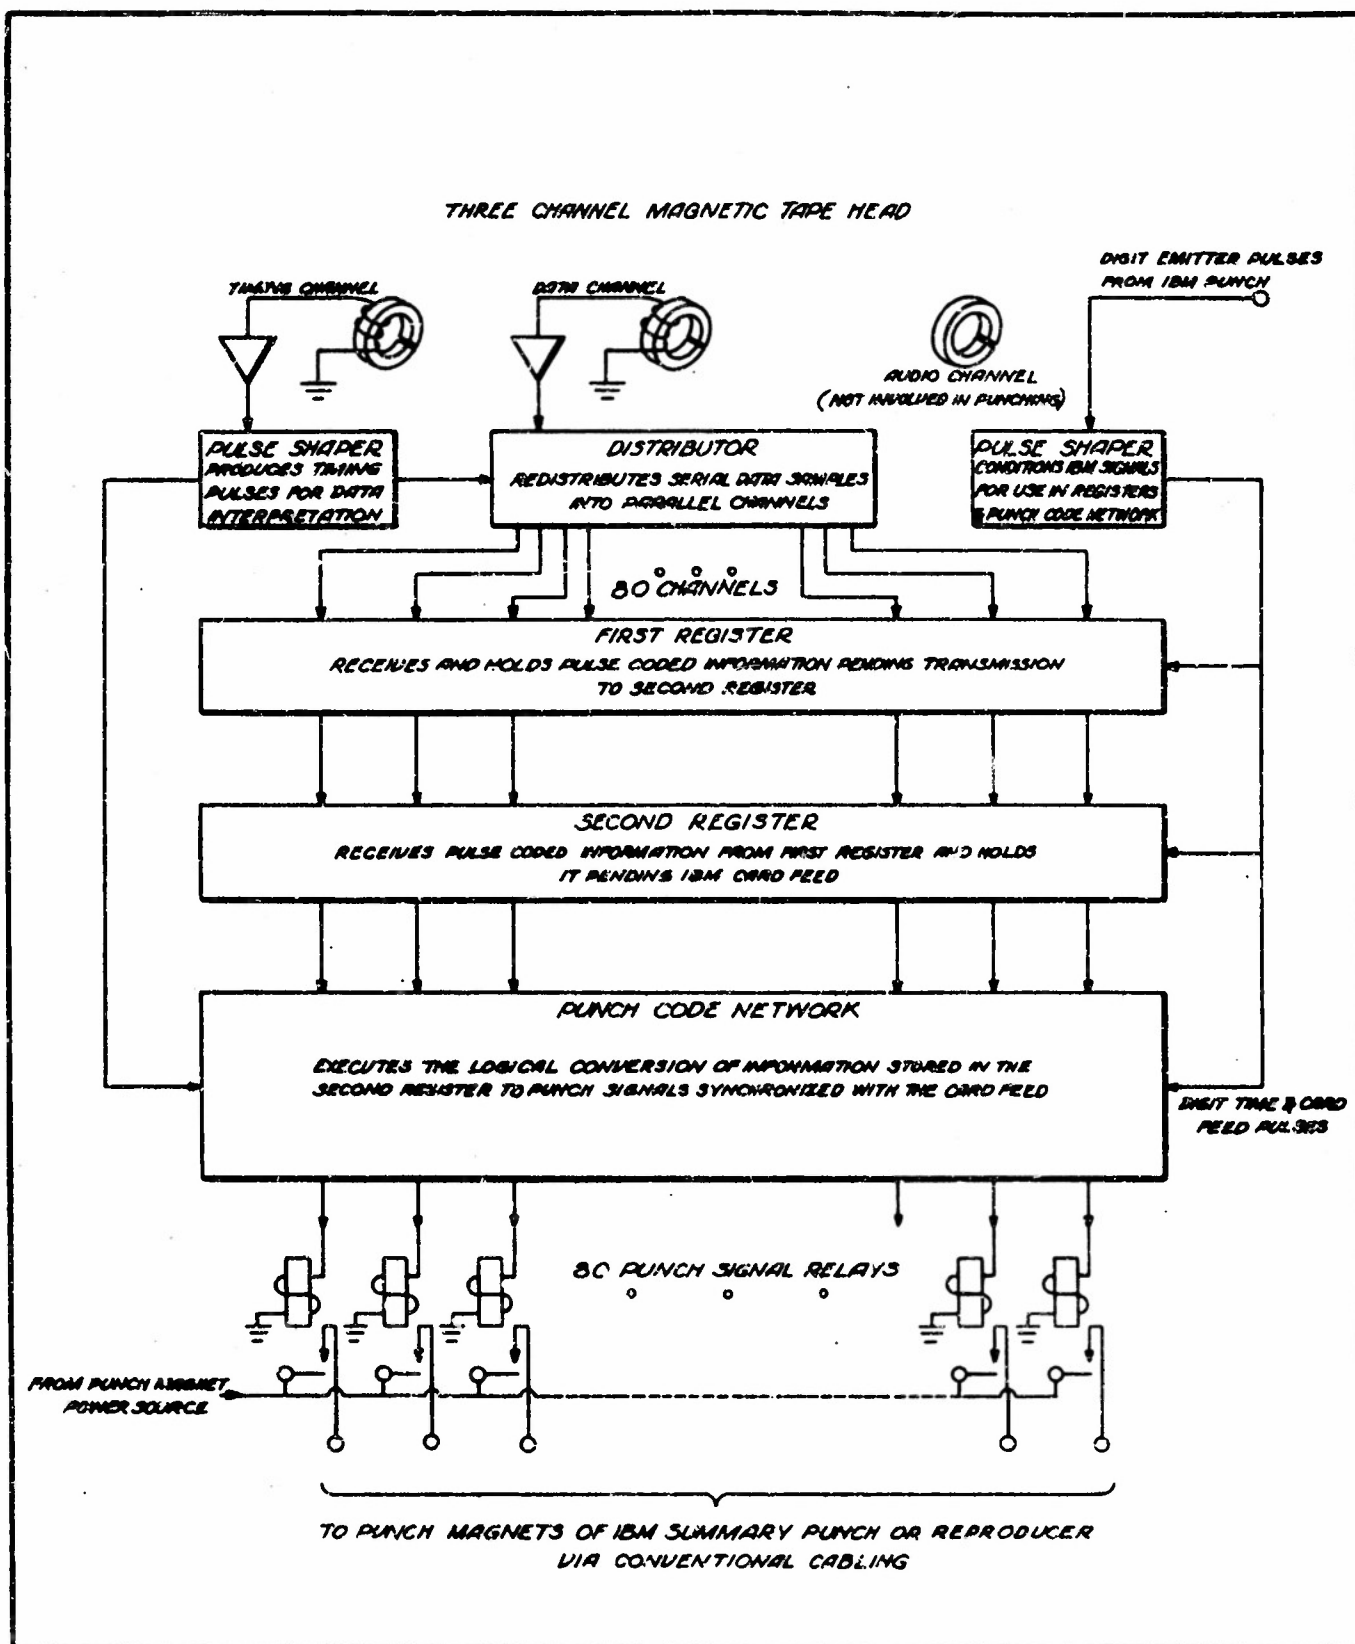 THREE CHANNEL MAGNETIC TAPE HEAD
DIGIT EMITTER PULSES
FROM IBM PUNCH
TIMING CHANNEL
DATA CHANNEL
AUDIO CHANNEL
(NOT INVOLVED IN PUNCHING)
PULSE SHAPER
PRODUCES TIMING
PULSES FOR DATA
INTERPRETATION
DISTRIBUTOR
REDISTRIBUTES SERIAL DATA SAMPLES
INTO PARALLEL CHANNELS
PULSE SHAPER
CONDITIONS IBM SIGNALS
FOR USE IN REGISTERS
& PUNCH CODE NETWORK
80 CHANNELS
FIRST REGISTER
RECEIVES AND HOLDS PULSE CODED INFORMATION PENDING TRANSMISSION
TO SECOND REGISTER
SECOND REGISTER
RECEIVES PULSE CODED INFORMATION FROM FIRST REGISTER AND HOLDS
IT PENDING IBM CARD FEED
PUNCH CODE NETWORK
EXECUTES THE LOGICAL CONVERSION OF INFORMATION STORED IN THE
SECOND REGISTER TO PUNCH SIGNALS SYNCHRONIZED WITH THE CARD FEED
DIGIT TIME & CARD
FEED PULSES
80 PUNCH SIGNAL RELAYS
FROM PUNCH MAGNET
POWER SOURCE
TO PUNCH MAGNETS OF IBM SUMMARY PUNCH OR REPRODUCER
VIA CONVENTIONAL CABLING